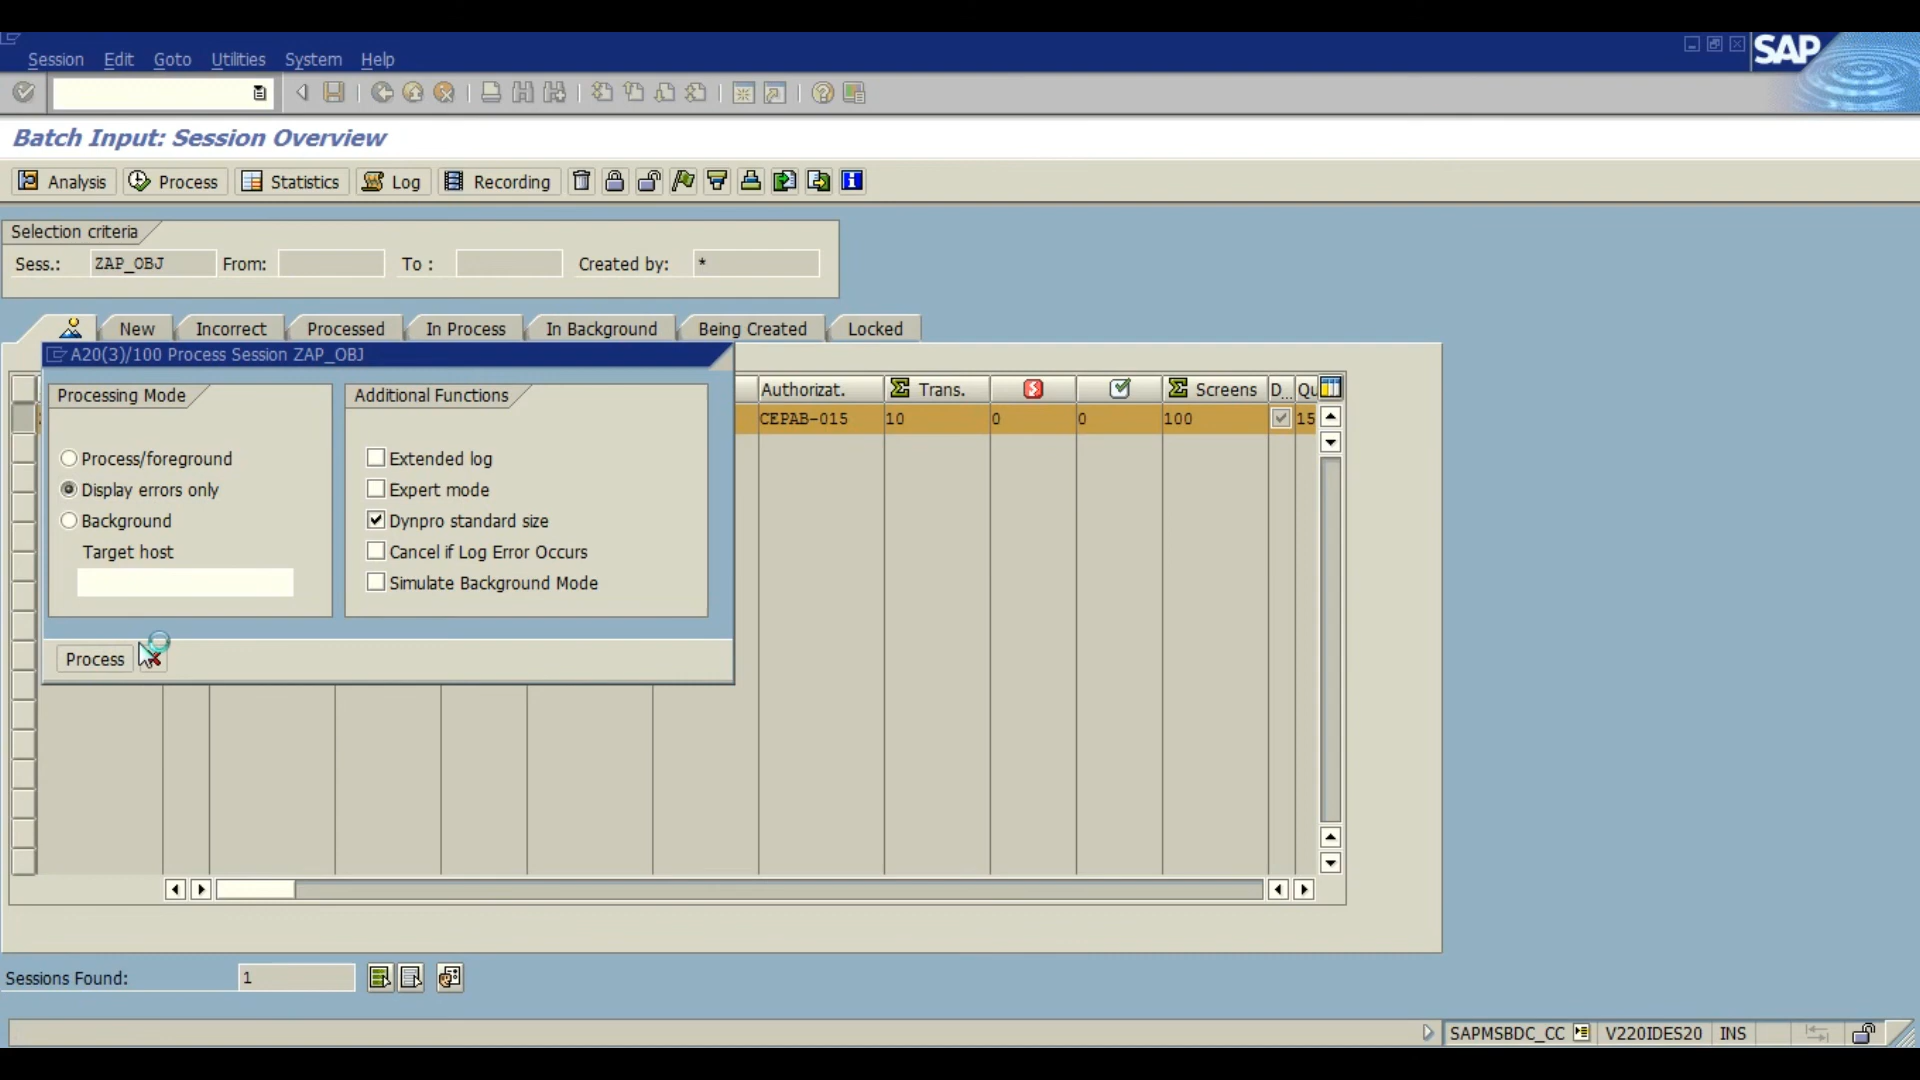 Session Edit Goto Utilities System Help
SAP
Batch Input: Session Overview
Analysis Process Statistics Log Recording
Selection criteria
Sess.: ZAP_OBJ From: To : Created by: *
New Incorrect Processed In Process In Background Being Created Locked
A20(3)/100 Process Session ZAP_OBJ
Processing Mode
Process/foreground
Display errors only
Background
Target host
Additional Functions
Extended log
Expert mode
Dynpro standard size
Cancel if Log Error Occurs
Simulate Background Mode
Process
Authorizat. Trans. Screens D... Qu
CEPAB-015 10 0 0 100 15
Sessions Found: 1
SAPMSBDC_CC V220IDES20 INS